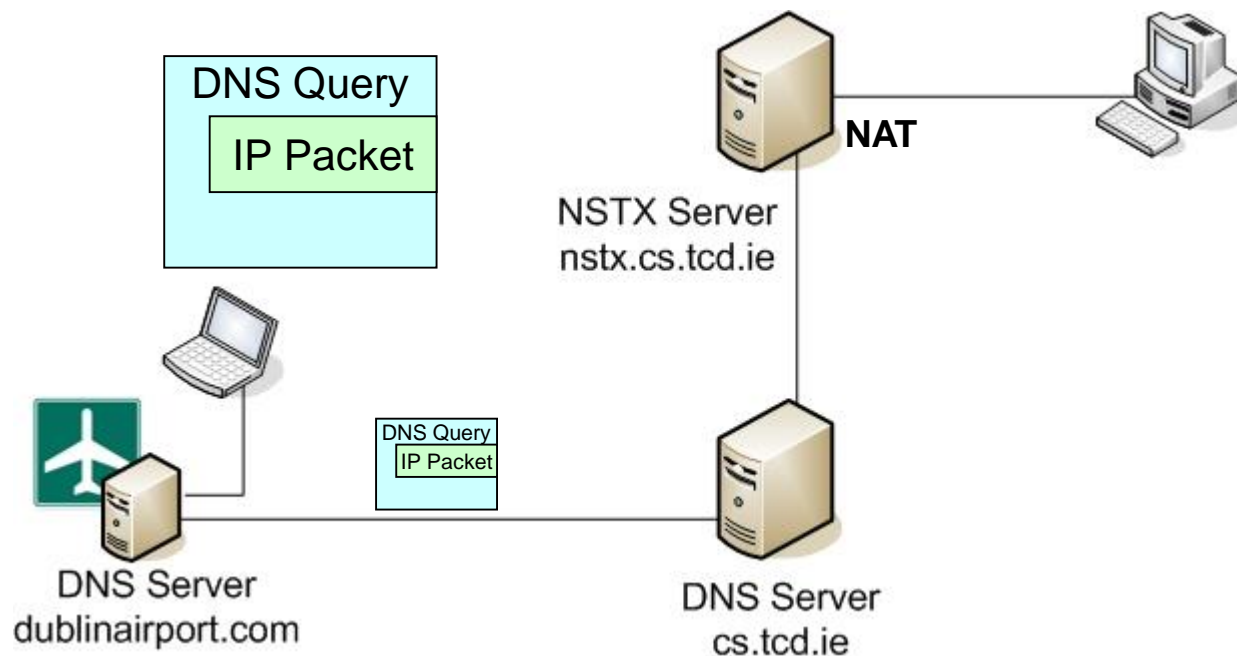 DNS Query
IP Packet
NAT
NSTX Server
nstx.cs.tcd.ie
DNS Query
IP Packet
DNS Server
dublinairport.com
DNS Server
cs.tcd.ie